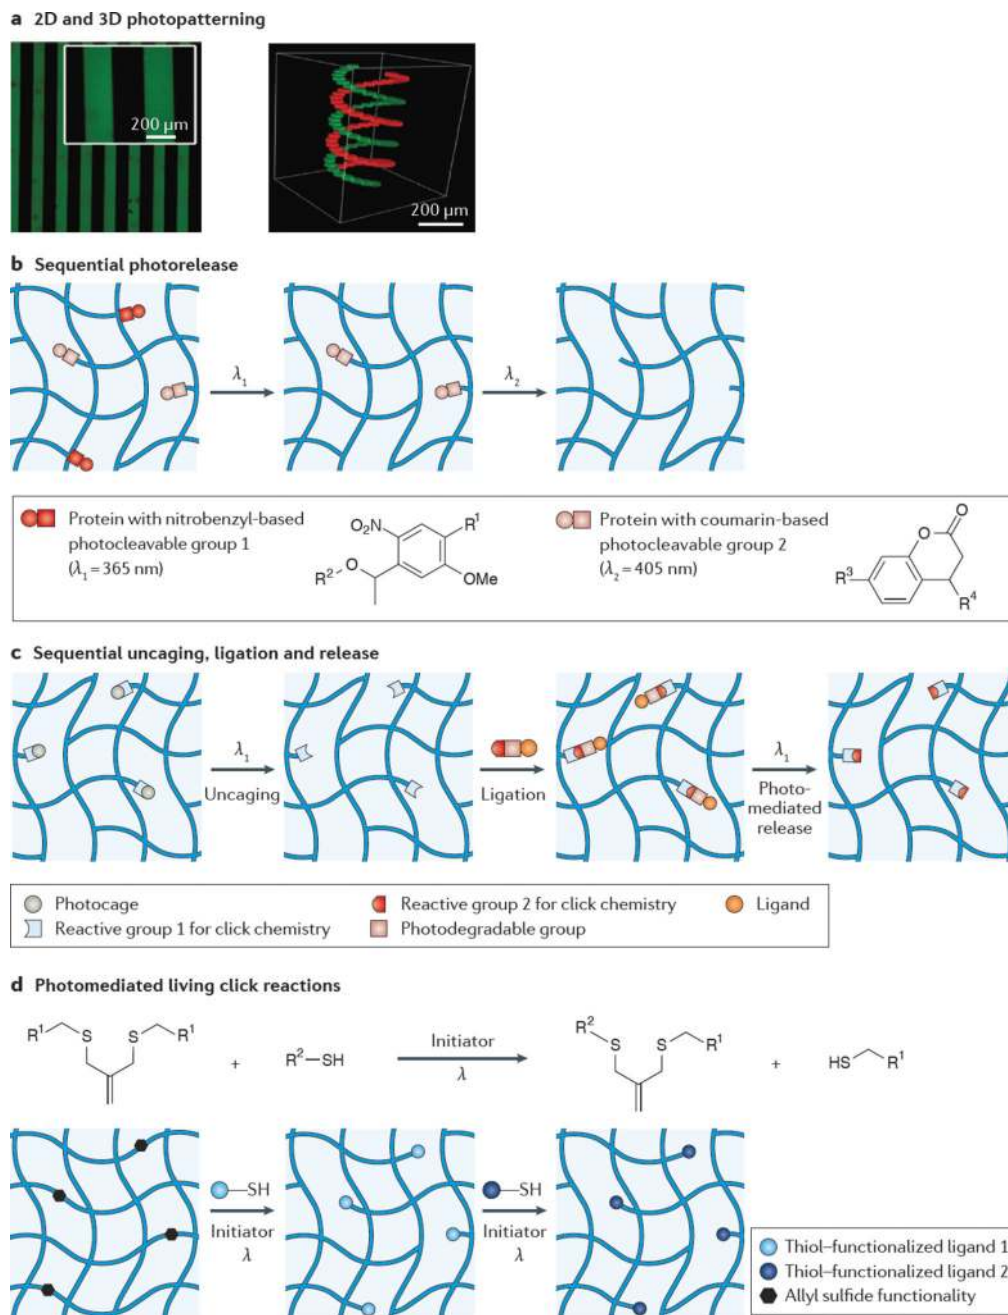 a 2D and 3D photopatterning
200 µm
200 µm
b Sequential photorelease
λ1
λ2
Protein with nitrobenzyl-based
photocleavable group 1
(λ1 = 365 nm)
O2N
R1
R2
O
OMe
Protein with coumarin-based
photocleavable group 2
(λ2 = 405 nm)
O
O
R3
R4
c Sequential uncaging, ligation and release
λ1
Uncaging
Ligation
λ1
Photo-
mediated
release
Photocage
Reactive group 2 for click chemistry
Ligand
Reactive group 1 for click chemistry
Photodegradable group
d Photomediated living click reactions
R1 S S R1
+
R2—SH
Initiator
λ
R2
S S R1
+
HS R1
—SH
Initiator
λ
—SH
Initiator
λ
Thiol–functionalized ligand 1
Thiol–functionalized ligand 2
Allyl sulfide functionality